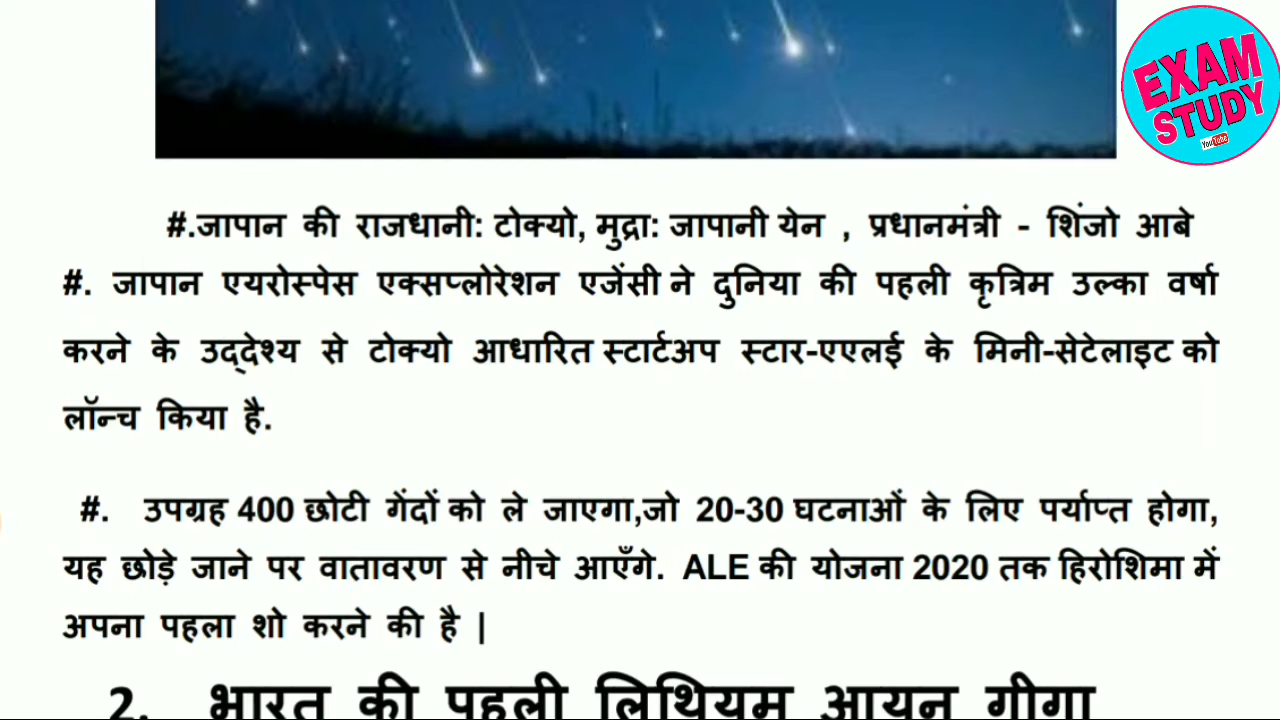 EXAM
STUDY
YouTube
#.जापान की राजधानी: टोक्यो, मुद्रा: जापानी येन , प्रधानमंत्री - शिंजो आबे
#. जापान एयरोस्पेस एक्सप्लोरेशन एजेंसी ने दुनिया की पहली कृत्रिम उल्का वर्षा
करने के उद्देश्य से टोक्यो आधारित स्टार्टअप स्टार-एएलई के मिनी-सेटेलाइट को
लॉन्च किया है.
#. उपग्रह 400 छोटी गेंदों को ले जाएगा,जो 20-30 घटनाओं के लिए पर्याप्त होगा,
यह छोड़े जाने पर वातावरण से नीचे आएँगे. ALE की योजना 2020 तक हिरोशिमा में
अपना पहला शो करने की है |
2. भारत की पहली लिथियम आयन गीगा